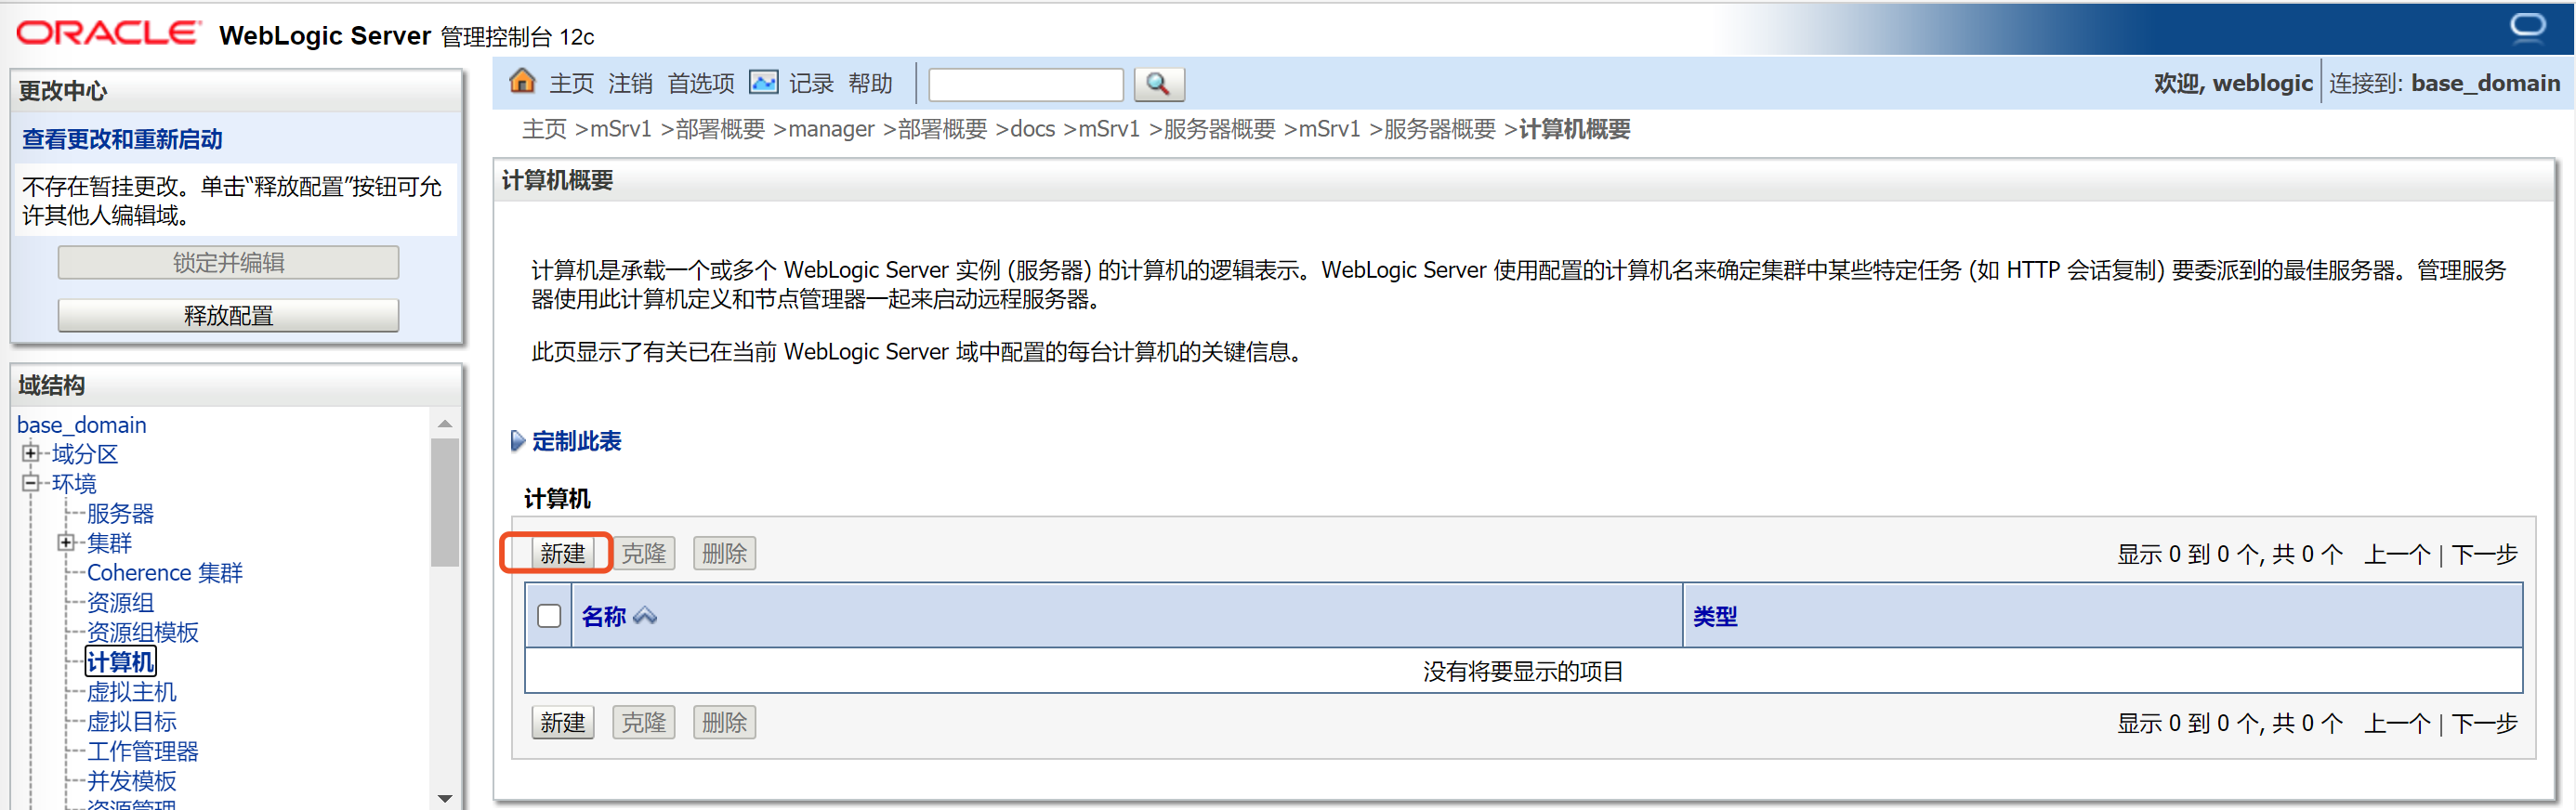 ORACLE WebLogic Server 管理控制台 12c
更改中心
查看更改和重新启动
不存在暂挂更改。单击“释放配置”按钮可允
许其他人编辑域。
锁定并编辑
释放配置
域结构
base_domain
域分区
环境
服务器
集群
Coherence 集群
资源组
资源组模板
计算机
虚拟主机
虚拟目标
工作管理器
并发模板
资源管理
主页 注销 首选项 记录 帮助
欢迎, weblogic 连接到: base_domain
主页 >mSrv1 >部署概要 >manager >部署概要 >docs >mSrv1 >服务器概要 >mSrv1 >服务器概要 >计算机概要
计算机概要
计算机是承载一个或多个 WebLogic Server 实例 (服务器) 的计算机的逻辑表示。WebLogic Server 使用配置的计算机名来确定集群中某些特定任务 (如 HTTP 会话复制) 要委派到的最佳服务器。管理服务
器使用此计算机定义和节点管理器一起来启动远程服务器。
此页显示了有关已在当前 WebLogic Server 域中配置的每台计算机的关键信息。
定制此表
计算机
新建 克隆 删除 显示 0 到 0 个, 共 0 个 上一个 | 下一步
名称 类型
没有将要显示的项目
新建 克隆 删除 显示 0 到 0 个, 共 0 个 上一个 | 下一步